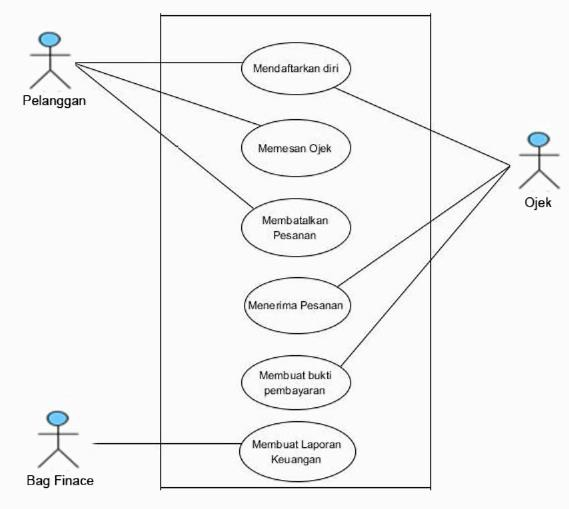 Pelanggan
Mendaftarkan diri
Memesan Ojek
Membatalkan
Pesanan
Ojek
Menerima Pesanan
Membuat bukti
pembayaran
Membuat Laporan
Keuangan
Bag Finace